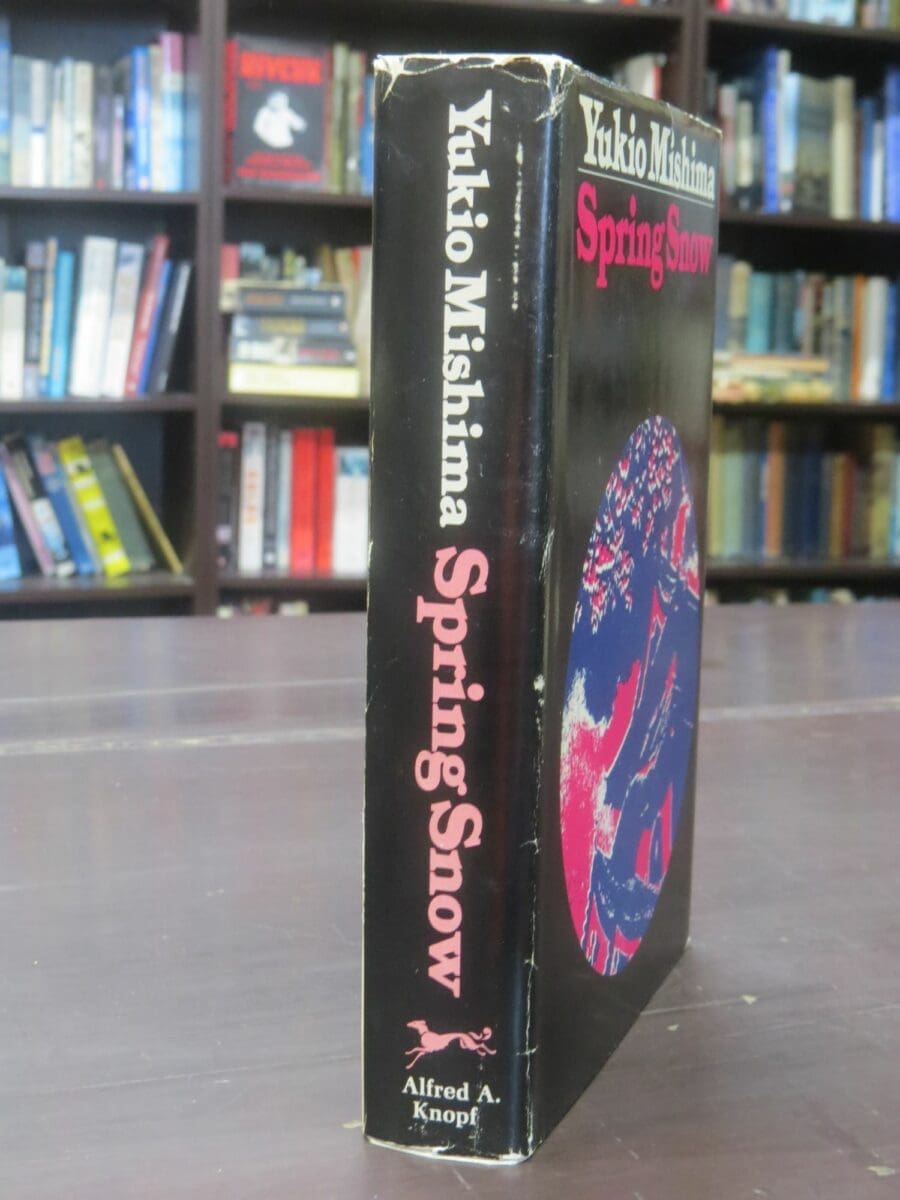 Yukio Mishima Spring Snow
Alfred A.
Knopf
Yukio Mishima
Spring Snow